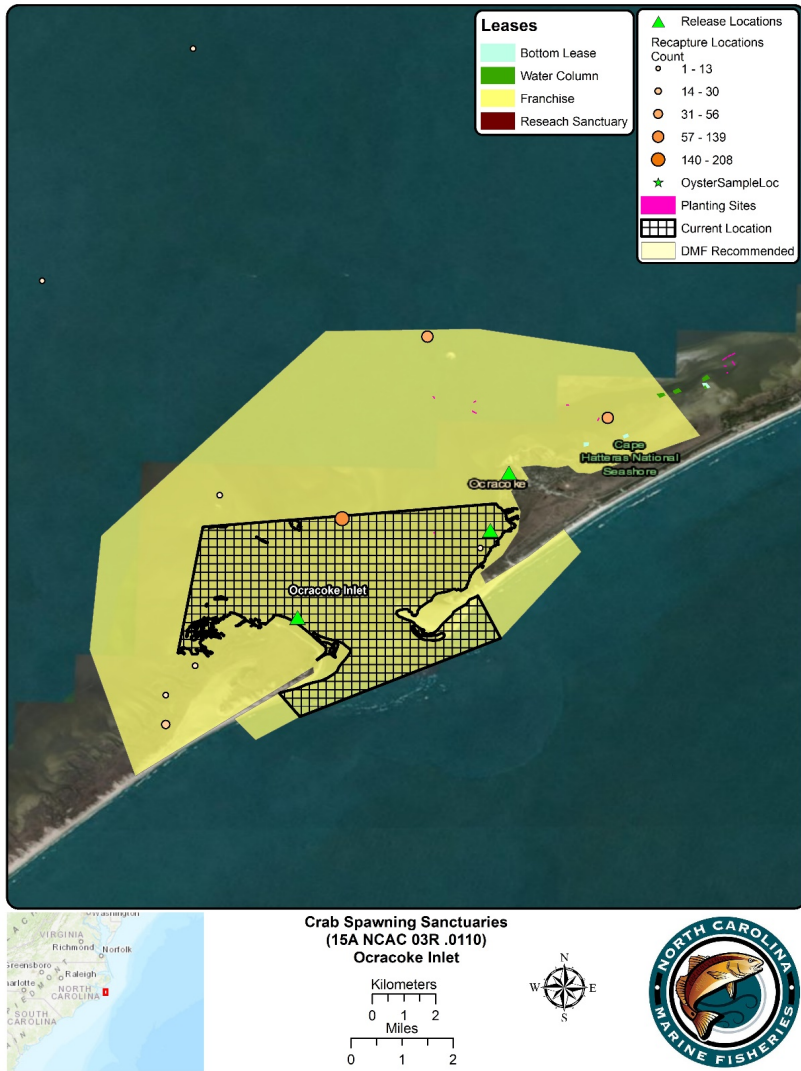 Leases
Bottom Lease
Water Column
Franchise
Reseach Sanctuary
Release Locations
Recapture Locations
Count
1 - 13
14 - 30
31 - 56
57 - 139
140 - 208
OysterSampleLoc
Planting Sites
Current Location
DMF Recommended
Cape
Hatteras National
Seashore
Ocracoke
Ocracoke Inlet
Crab Spawning Sanctuaries
(15A NCAC 03R .0110)
Ocracoke Inlet
Kilometers
0 1 2
Miles
0 1 2
N
W E
S
Washington
VIRGINIA
Richmond
Norfolk
Greensboro
Raleigh
harlotte
NORTH
CAROLINA
SOUTH
CAROLINA
NORTH CAROLINA
MARINE FISHERIES